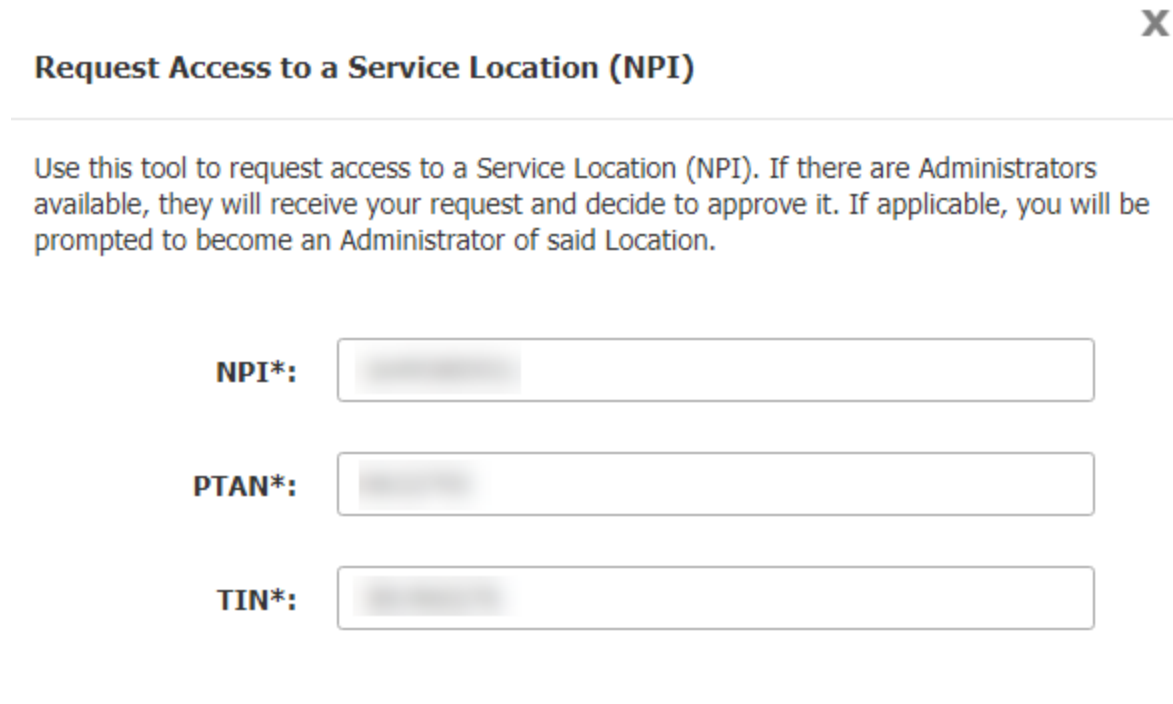 X
Request Access to a Service Location (NPI)
Use this tool to request access to a Service Location (NPI). If there are Administrators
available, they will receive your request and decide to approve it. If applicable, you will be
prompted to become an Administrator of said Location.
NPI*:
PTAN*:
TIN*: